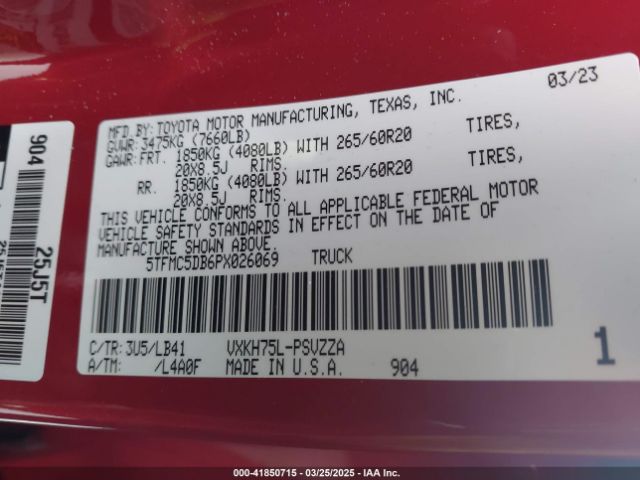 03/23
MFD. BY: TOYOTA MOTOR MANUFACTURING, TEXAS, INC.
GVWR: 3475KG (7660LB)
GAWR: FRT. 1850KG (4080LB) WITH 265/60R20 TIRES,
20X8.5J RIMS.
RR. 1850KG (4080LB) WITH 265/60R20 TIRES,
20X8.5J RIMS.
THIS VEHICLE CONFORMS TO ALL APPLICABLE FEDERAL MOTOR
VEHICLE SAFETY STANDARDS IN EFFECT ON THE DATE OF
MANUFACTURE SHOWN ABOVE.
5TFMC5DB6PX026069 TRUCK
C/TR: 3U5/LB41 VXKH75L-PSVZZA
A/TM: /L4A0F MADE IN U.S.A. 904
1
904
25J5T
000-41850715 — 03/25/2025 — IAA Inc.